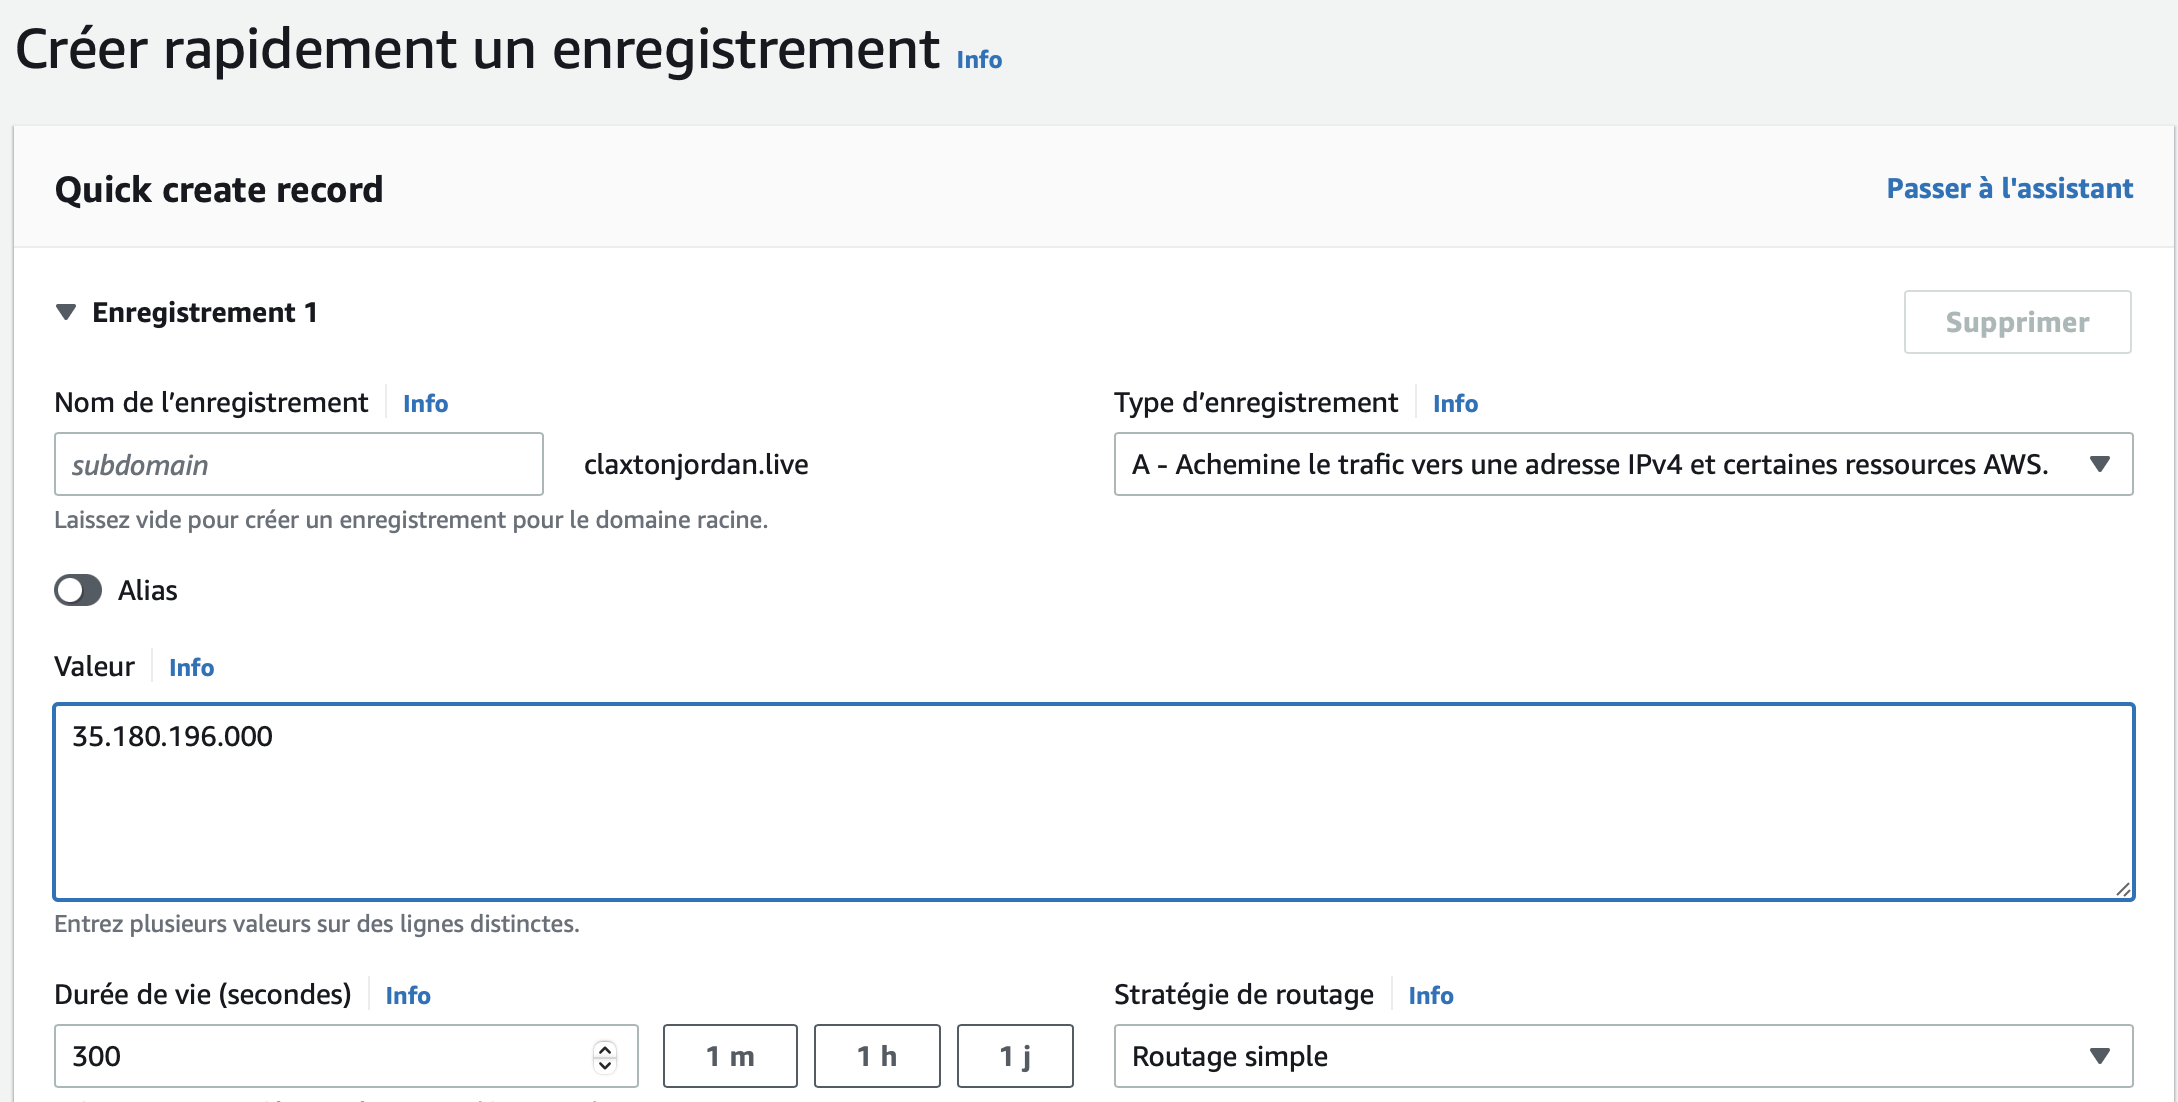 Créer rapidement un enregistrement Info
Quick create record
Passer à l'assistant
Enregistrement 1
Supprimer
Nom de l’enregistrement Info
Type d’enregistrement Info
subdomain
claxtonjordan.live
A - Achemine le trafic vers une adresse IPv4 et certaines ressources AWS.
Laissez vide pour créer un enregistrement pour le domaine racine.
Alias
Valeur Info
35.180.196.000
Entrez plusieurs valeurs sur des lignes distinctes.
Durée de vie (secondes) Info
Stratégie de routage Info
300
1 m
1 h
1 j
Routage simple